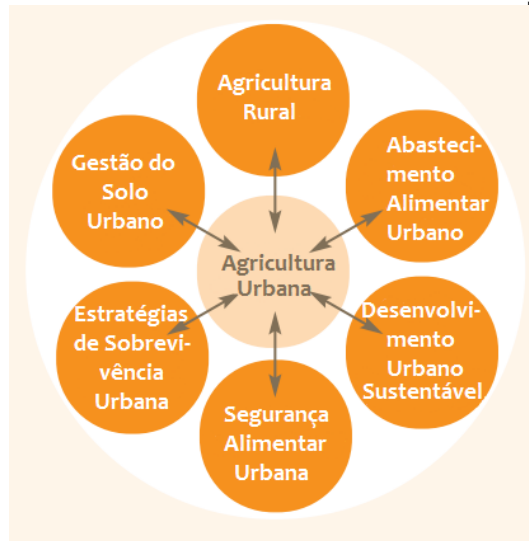 Agricultura
Rural
Abasteci-
mento
Alimentar
Urbano
Desenvolvi-
mento
Urbano
Sustentável
Segurança
Alimentar
Urbana
Estratégias
de Sobrevi-
vência
Urbana
Gestão do
Solo
Urbano
Agricultura
Urbana